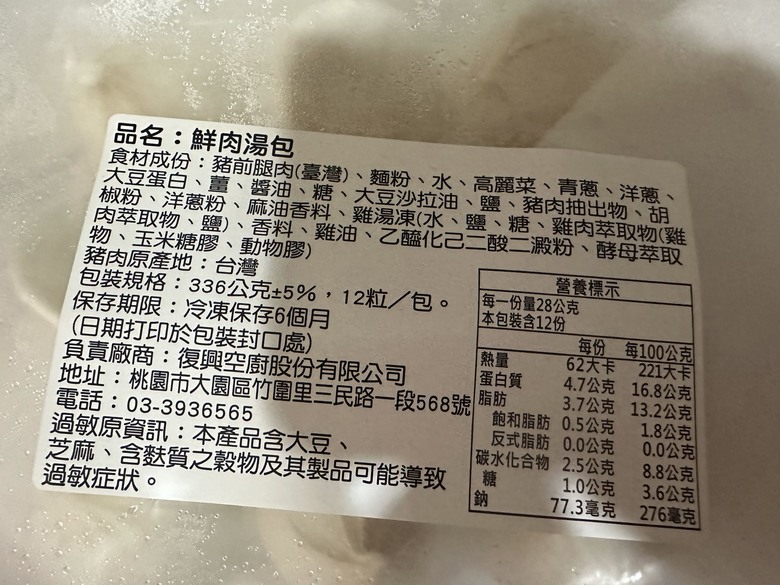 品名：鮮肉湯包
食材成份：豬前腿肉(臺灣)、麵粉、水、高麗菜、青蔥、洋蔥、
大豆蛋白、薑、醬油、糖、大豆沙拉油、鹽、豬肉抽出物、胡
椒粉、洋蔥粉、麻油香料、雞湯凍(水、鹽、糖、雞肉萃取物(雞
肉萃取物、鹽)、香料、雞油、乙醯化己二酸二澱粉、酵母萃取
物、玉米糖膠、動物膠)
豬肉原產地：台灣
包裝規格：336公克±5%，12粒／包。
保存期限：冷凍保存6個月
(日期打印於包裝封口處)
負責廠商：復興空廚股份有限公司
地址：桃園市大園區竹圍里三民路一段568號
電話：03-3936565
過敏原資訊：本產品含大豆、
芝麻、含麩質之穀物及其製品可能導致
過敏症狀。
營養標示
每一份量28公克
本包裝含12份
每份 每100公克
熱量 62大卡 221大卡
蛋白質 4.7公克 16.8公克
脂肪 3.7公克 13.2公克
飽和脂肪 0.5公克 1.8公克
反式脂肪 0.0公克 0.0公克
碳水化合物 2.5公克 8.8公克
糖 1.0公克 3.6公克
鈉 77.3毫克 276毫克